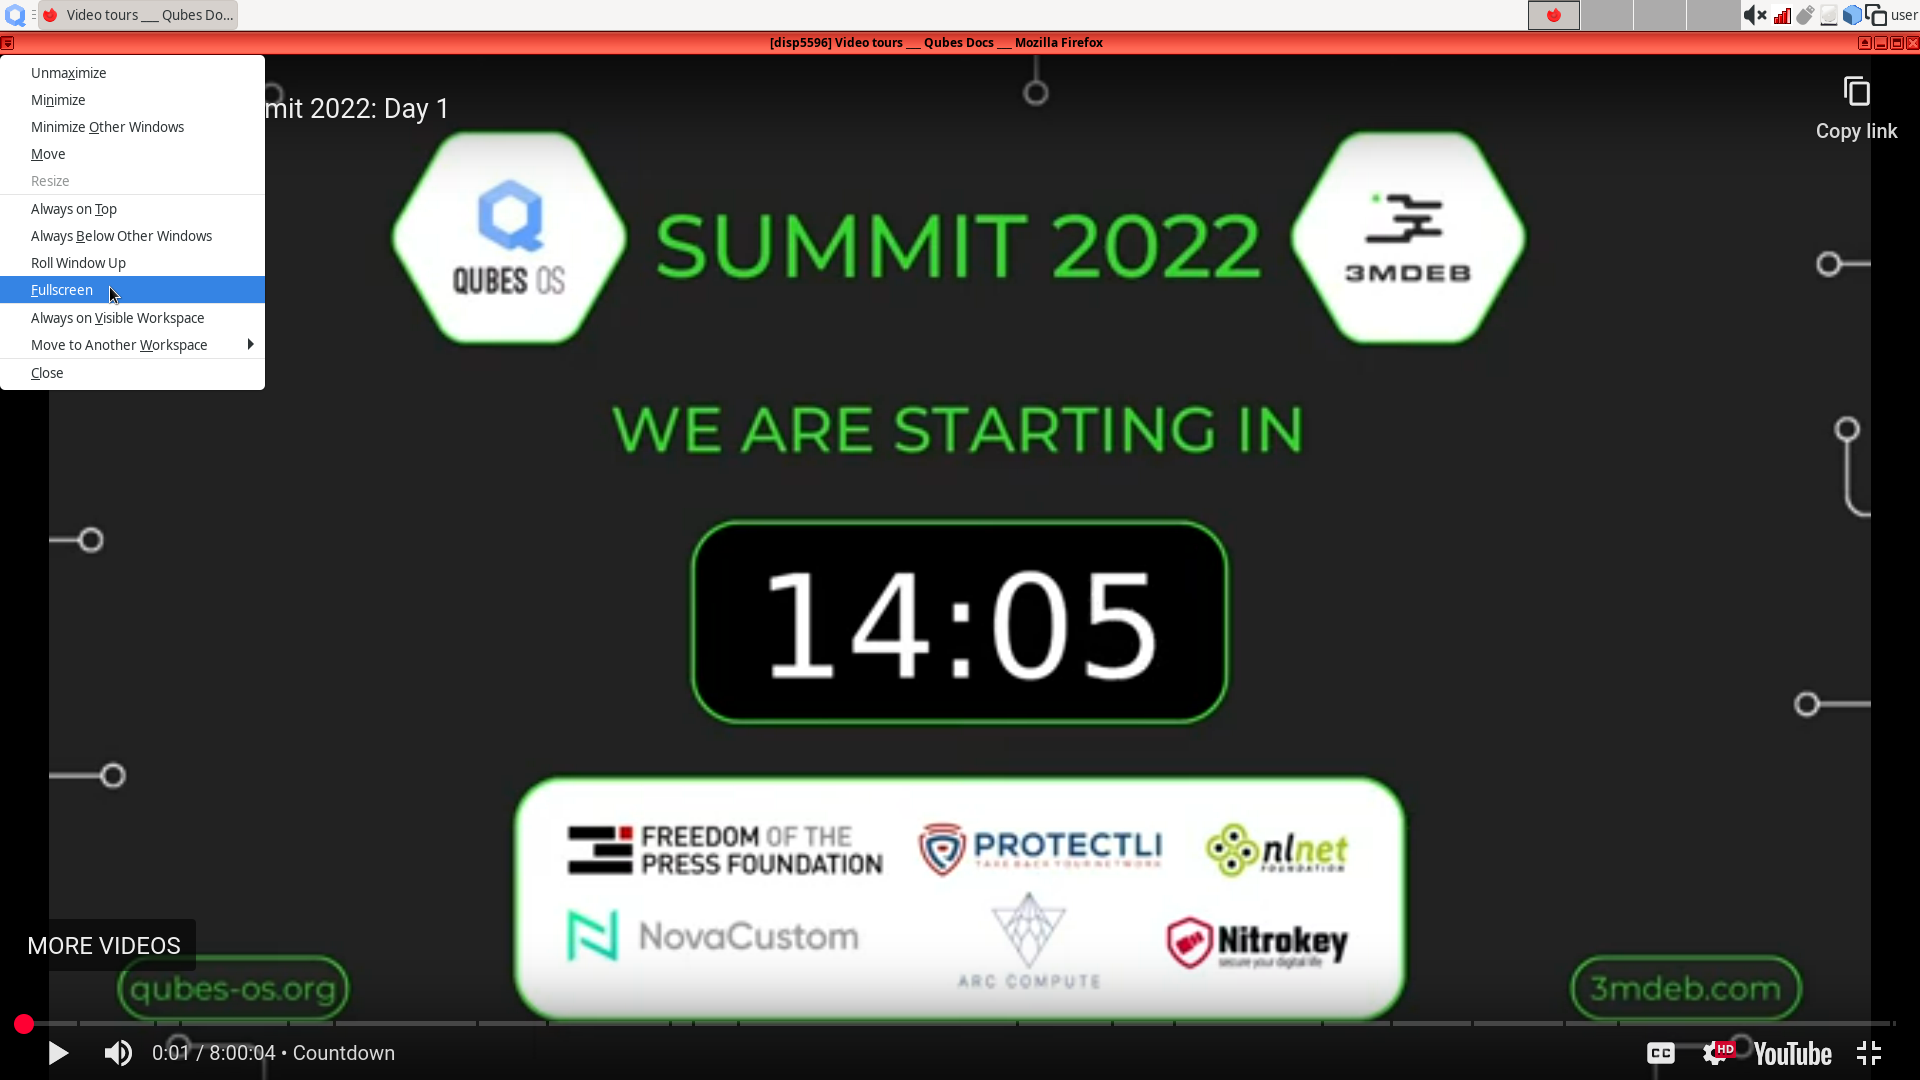 Video tours ___ Qubes Do...
user
[disp5596] Video tours ___ Qubes Docs ___ Mozilla Firefox
Unmaximize
Minimize
Minimize Other Windows
Move
Resize
Always on Top
Always Below Other Windows
Roll Window Up
Fullscreen
Always on Visible Workspace
Move to Another Workspace
Close
mit 2022: Day 1
Copy link
QUBES OS
SUMMIT 2022
3MDEB
WE ARE STARTING IN
14:05
FREEDOM OF THE
PRESS FOUNDATION
PROTECTLI
TAKE BACK YOUR NETWORK
nlnet
FOUNDATION
NovaCustom
ARC COMPUTE
Nitrokey
secure your digital life
MORE VIDEOS
qubes-os.org
3mdeb.com
0:01 / 8:00:04 • Countdown
CC
HD
YouTube